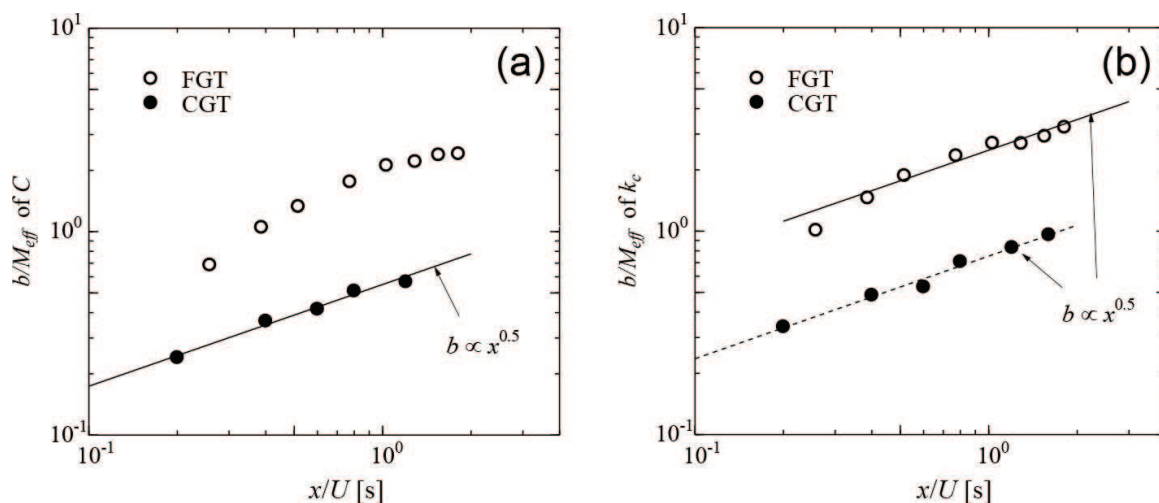 (a)
FGT
CGT
b/M_eff of C
10^1
10^0
10^-1
b ∝ x^0.5
10^-1
10^0
x/U [s]
(b)
FGT
CGT
b/M_eff of k_c
10^1
10^0
10^-1
b ∝ x^0.5
10^-1
10^0
x/U [s]